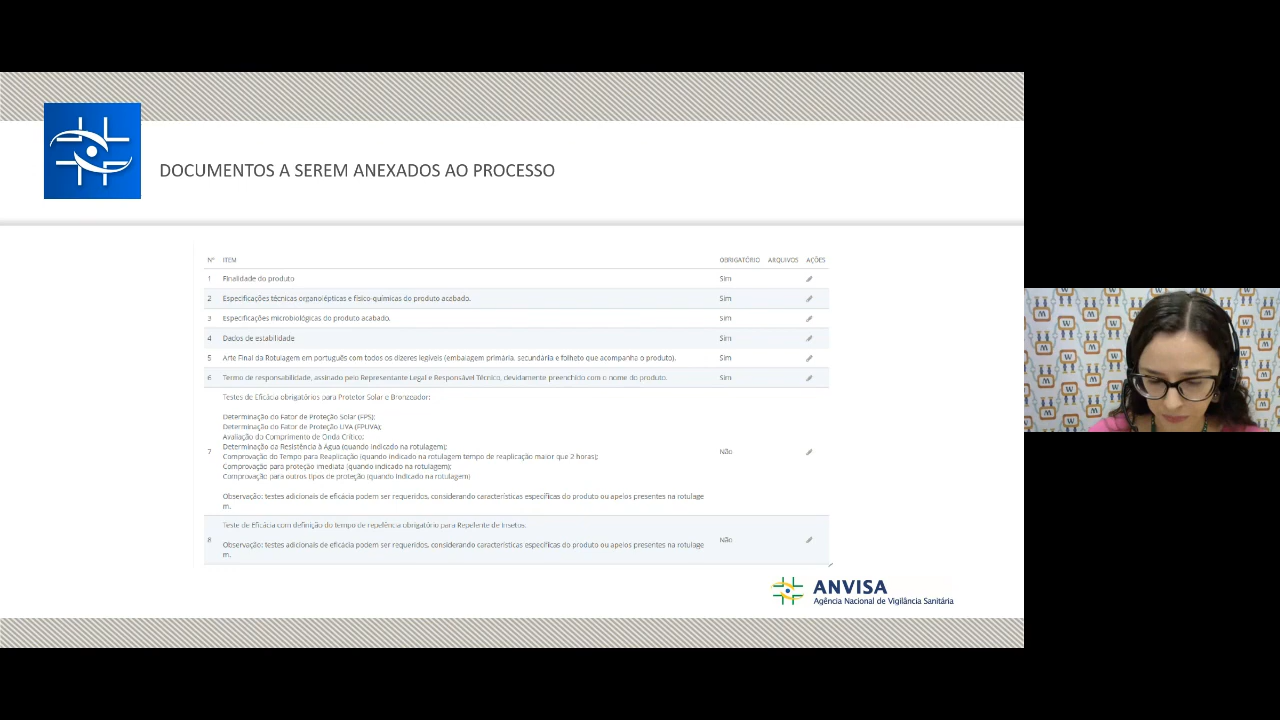 DOCUMENTOS A SEREM ANEXADOS AO PROCESSO
Nº ITEM OBRIGATÓRIO ARQUIVOS AÇÕES
1 Finalidade do produto Sim
2 Especificações técnicas organolépticas e físico-químicas do produto acabado. Sim
3 Especificações microbiológicas do produto acabado. Sim
4 Dados de estabilidade Sim
5 Arte Final da Rotulagem em português com todos os dizeres legíveis (embalagem primária, secundária e folheto que acompanha o produto). Sim
6 Termo de responsabilidade, assinado pelo Representante Legal e Responsável Técnico, devidamente preenchido com o nome do produto. Sim
Testes de Eficácia obrigatórios para Protetor Solar e Bronzeador:
Determinação do Fator de Proteção Solar (FPS);
Determinação do Fator de Proteção UVA (FPUVA);
Avaliação do Comprimento de Onda Crítico;
Determinação da Resistência à Água (quando indicado na rotulagem);
7 Não
Comprovação do Tempo para Reaplicação (quando indicado na rotulagem tempo de reaplicação maior que 2 horas);
Comprovação para proteção imediata (quando indicado na rotulagem);
Comprovação para outros tipos de proteção (quando indicado na rotulagem)
Observação: testes adicionais de eficácia podem ser requeridos, considerando características específicas do produto ou apelos presentes na rotulage
m.
Teste de Eficácia com definição do tempo de repelência obrigatório para Repelente de Insetos.
8 Não
Observação: testes adicionais de eficácia podem ser requeridos, considerando características específicas do produto ou apelos presentes na rotulage
m.
ANVISA
Agência Nacional de Vigilância Sanitária
W
M